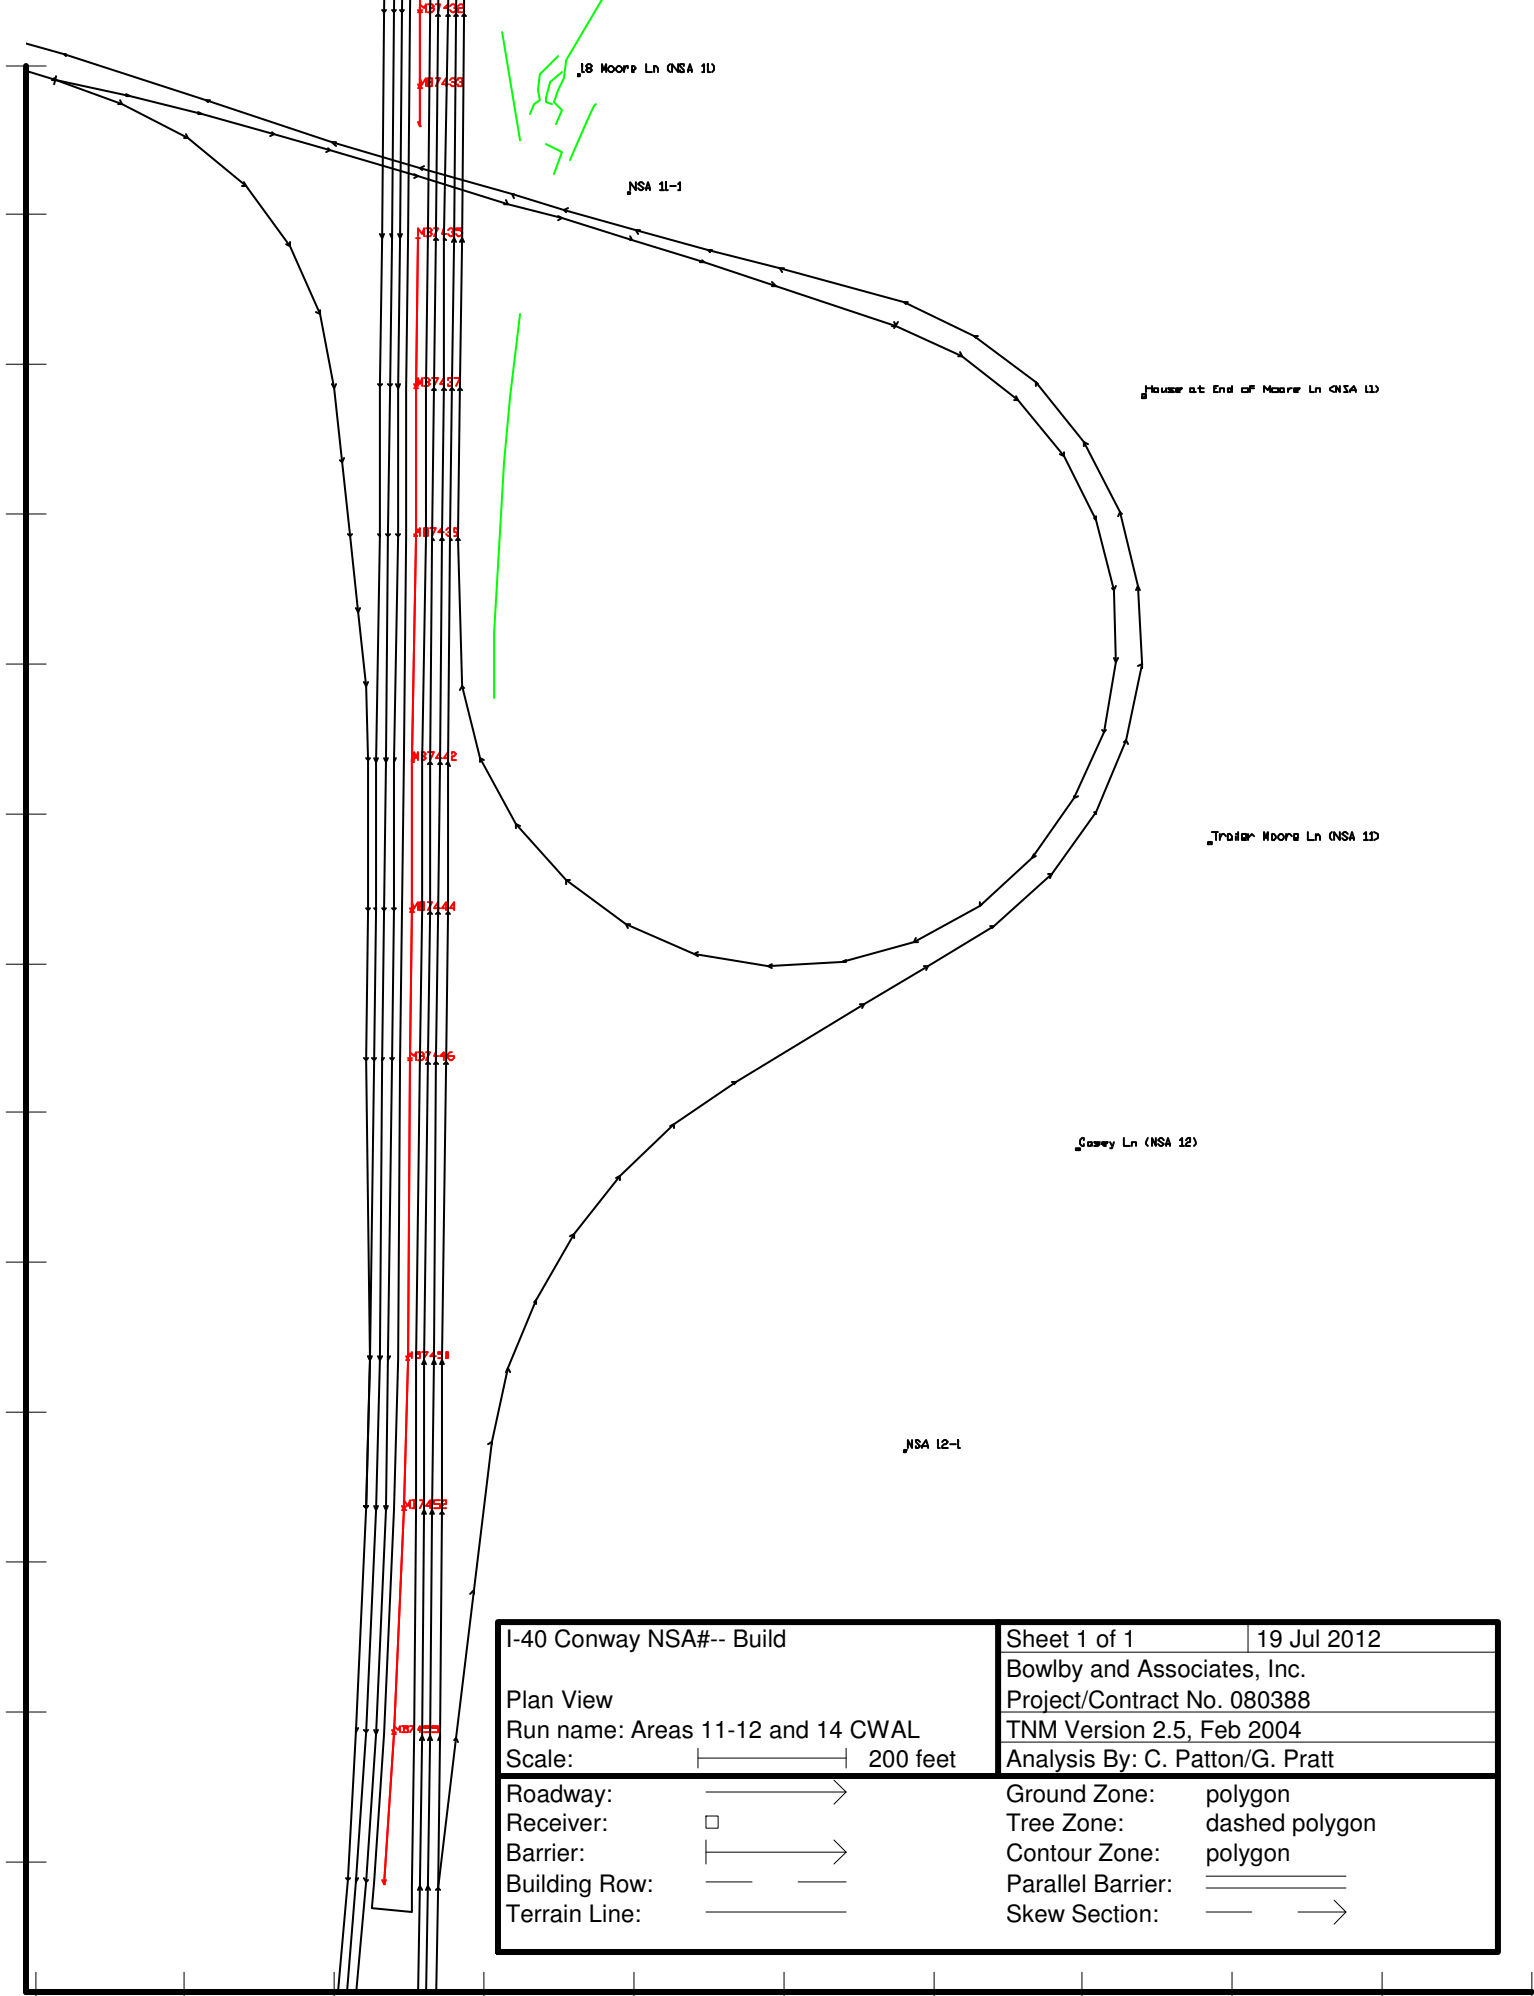 18 Moore Ln (NSA 11)
NSA 11-1
House at End of Moore Ln (NSA 11)
Trailer Moore Ln (NSA 11)
Casey Ln (NSA 12)
NSA 12-1
I-40 Conway NSA#-- Build
Plan View
Run name: Areas 11-12 and 14 CWAL
Scale: 200 feet
Sheet 1 of 1 19 Jul 2012
Bowlby and Associates, Inc.
Project/Contract No. 080388
TNM Version 2.5, Feb 2004
Analysis By: C. Patton/G. Pratt
Roadway:
Receiver:
Barrier:
Building Row:
Terrain Line:
Ground Zone: polygon
Tree Zone: dashed polygon
Contour Zone: polygon
Parallel Barrier:
Skew Section: